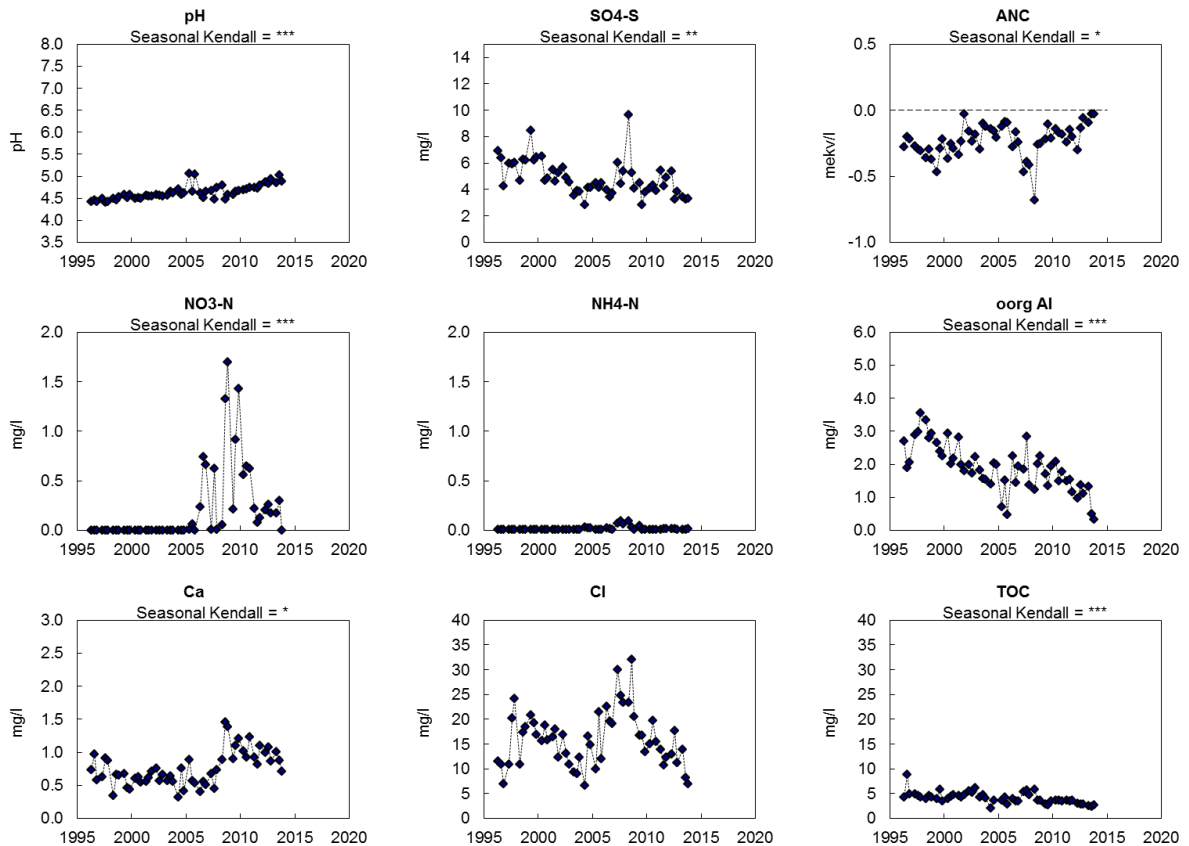 pH
Seasonal Kendall = ***
pH
8.0
7.5
7.0
6.5
6.0
5.5
5.0
4.5
4.0
3.5
1995 2000 2005 2010 2015 2020
SO4-S
Seasonal Kendall = **
mg/l
14
12
10
8
6
4
2
0
1995 2000 2005 2010 2015 2020
ANC
Seasonal Kendall = *
mekv/l
0.5
0.0
-0.5
-1.0
1995 2000 2005 2010 2015 2020
NO3-N
Seasonal Kendall = ***
mg/l
2.0
1.5
1.0
0.5
0.0
1995 2000 2005 2010 2015 2020
NH4-N
mg/l
2.0
1.5
1.0
0.5
0.0
1995 2000 2005 2010 2015 2020
oorg Al
Seasonal Kendall = ***
mg/l
6.0
5.0
4.0
3.0
2.0
1.0
0.0
1995 2000 2005 2010 2015 2020
Ca
Seasonal Kendall = *
mg/l
3.0
2.5
2.0
1.5
1.0
0.5
0.0
1995 2000 2005 2010 2015 2020
Cl
mg/l
40
35
30
25
20
15
10
5
0
1995 2000 2005 2010 2015 2020
TOC
Seasonal Kendall = ***
mg/l
40
35
30
25
20
15
10
5
0
1995 2000 2005 2010 2015 2020